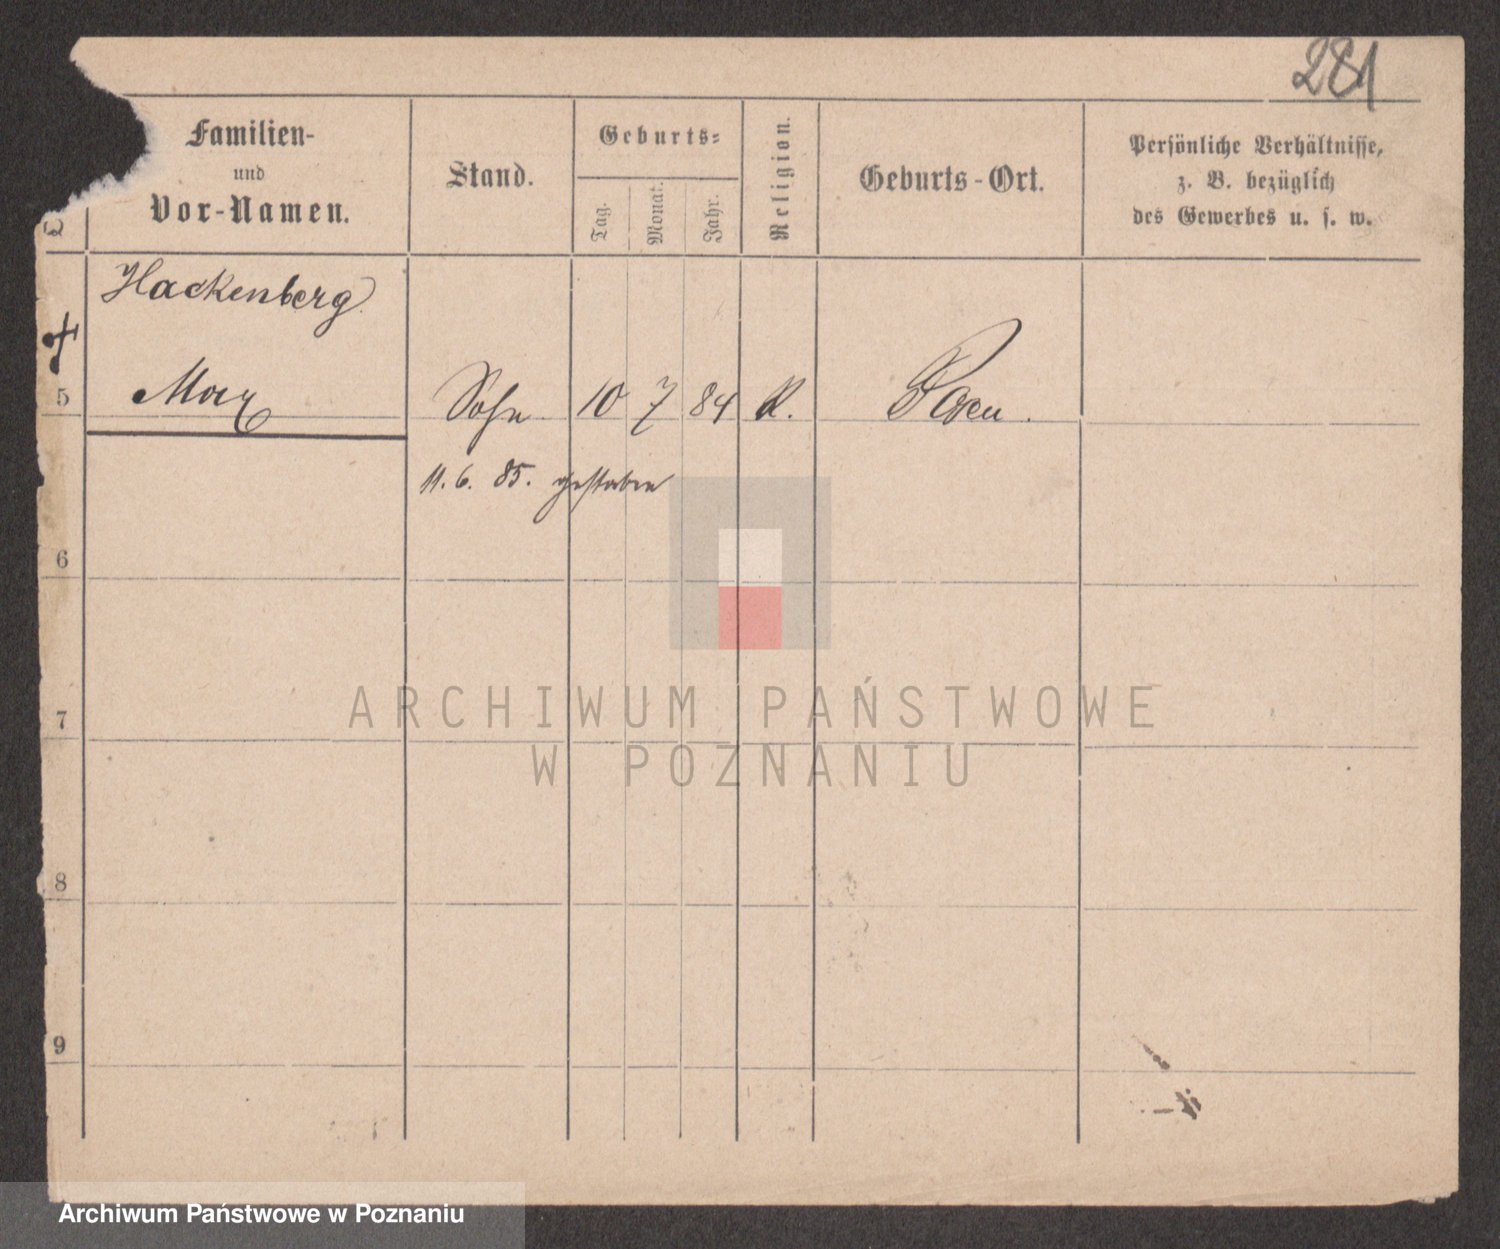 281
Familien-
und
Vor-Namen.
Stand.
Geburts-
Tag.
Monat.
Jahr.
Religion.
Geburts-Ort.
Persönliche Verhältnisse,
z. B. bezüglich
des Gewerbes u. s. w.
Hackenberg
†
5 Max Sohn 10 7 84 K. Posen.
11. 6. 85. gestorben
6
7
8
9
ARCHIWUM PAŃSTWOWE
W POZNANIU
Archiwum Państwowe w Poznaniu